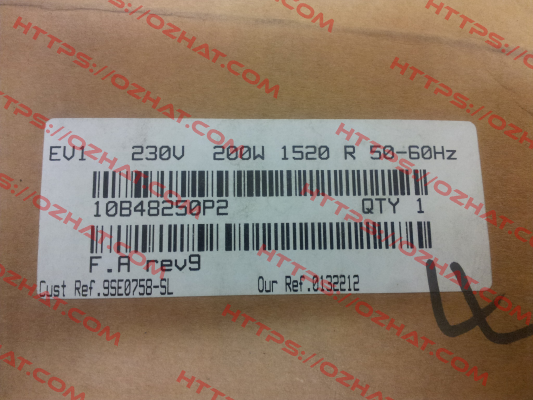 EV1 230V 200W 1520 R 50-60Hz
10B48250P2 QTY 1
F.A rev9
Cust Ref.9SE0758-SL Our Ref.0132212
HTTPS://OZHAT.COM